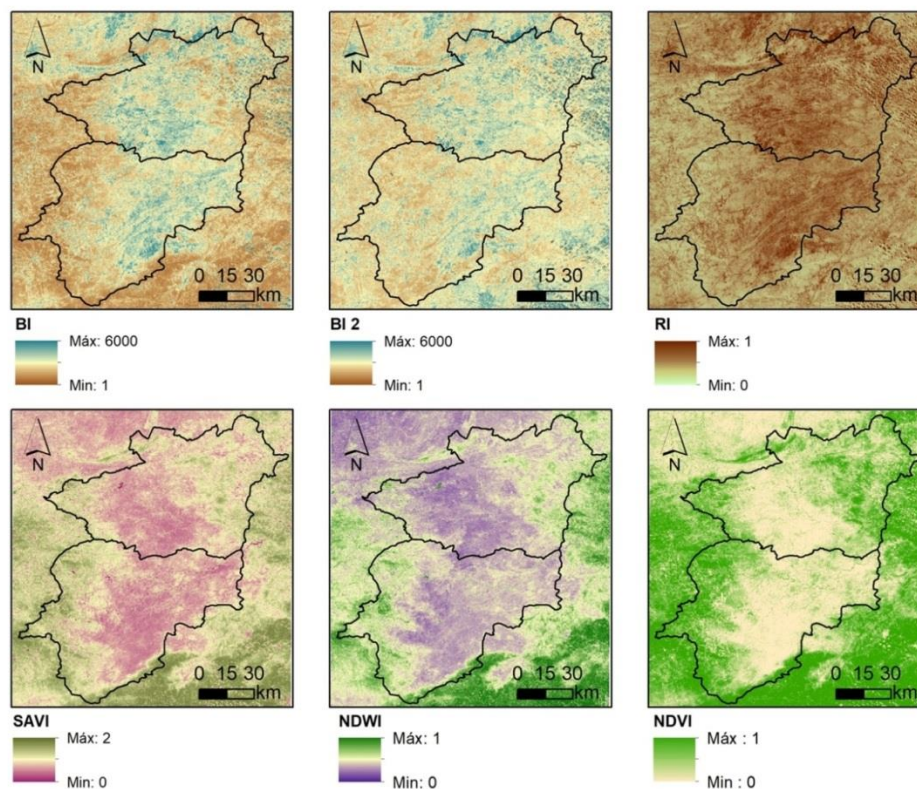 N
N
N
0 15 30
km
0 15 30
km
0 15 30
km
BI
Máx: 6000
Min: 1
BI 2
Máx: 6000
Min: 1
RI
Máx: 1
Min: 0
N
N
N
0 15 30
km
0 15 30
km
0 15 30
km
SAVI
Máx: 2
Min: 0
NDWI
Máx: 1
Min: 0
NDVI
Máx : 1
Min : 0